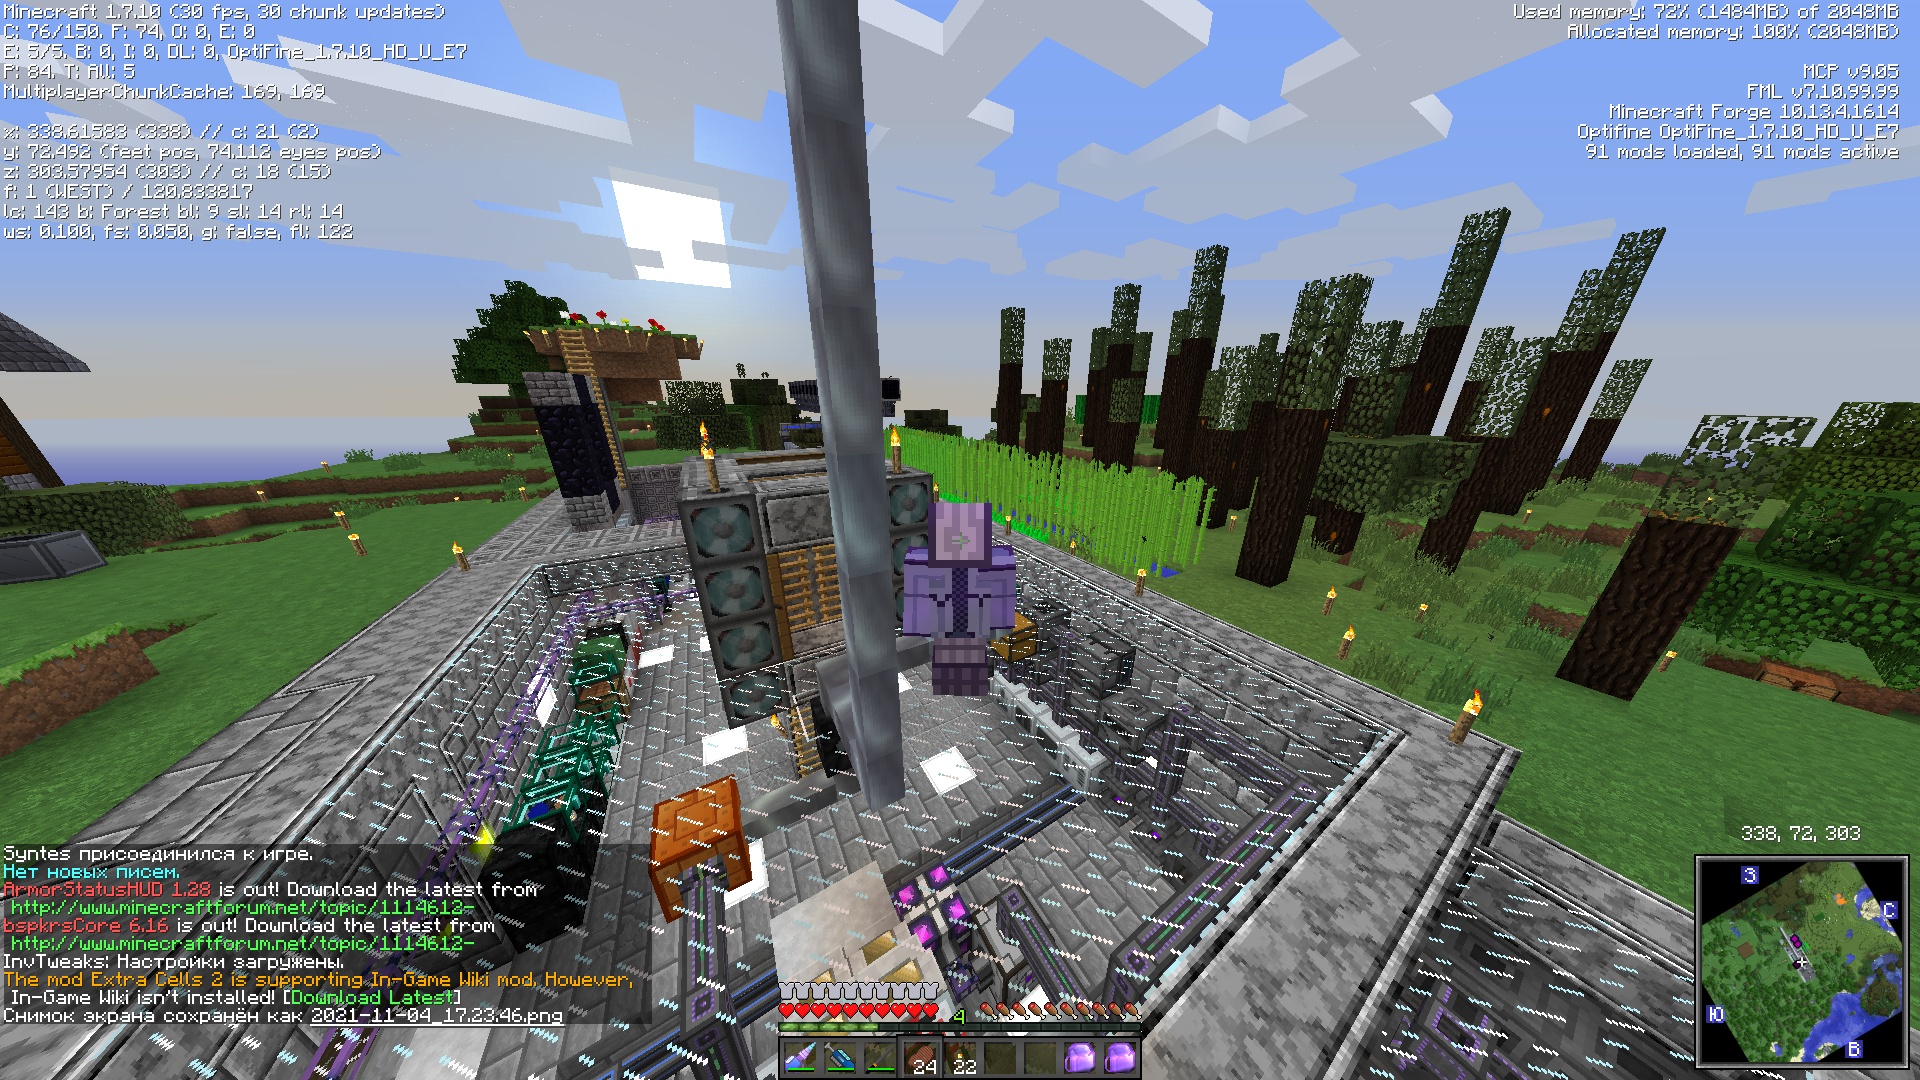 Minecraft 1.7.10 (30 fps, 30 chunk updates)
C: 76/150. F: 74, O: 0, E: 0
E: 5/5. B: 0, I: 0, DL: 0, OptiFine_1.7.10_HD_U_E7
P: 84. T: All: 5
MultiplayerChunkCache: 169, 169
x: 338.61583 (338) // c: 21 (2)
y: 72.492 (feet pos, 74.112 eyes pos)
z: 303.57954 (303) // c: 18 (15)
f: 1 (WEST) / 120.833817
lc: 143 b: Forest bl: 9 sl: 14 rl: 14
ws: 0.100, fs: 0.050, g: false, fl: 122
Used memory: 72% (1484MB) of 2048MB
Allocated memory: 100% (2048MB)
MCP v9.05
FML v7.10.99.99
Minecraft Forge 10.13.4.1614
Optifine OptiFine_1.7.10_HD_U_E7
91 mods loaded, 91 mods active
338, 72, 303
З
С
Ю
В
Syntes присоединился к игре.
Нет новых писем.
ArmorStatusHUD 1.28 is out! Download the latest from
http://www.minecraftforum.net/topic/1114612-
bspkrsCore 6.16 is out! Download the latest from
http://www.minecraftforum.net/topic/1114612-
InvTweaks: Настройки загружены.
The mod Extra Cells 2 is supporting In-Game Wiki mod. However,
In-Game Wiki isn't installed! [Download Latest]
Снимок экрана сохранён как 2021-11-04_17.23.46.png
4
24
22